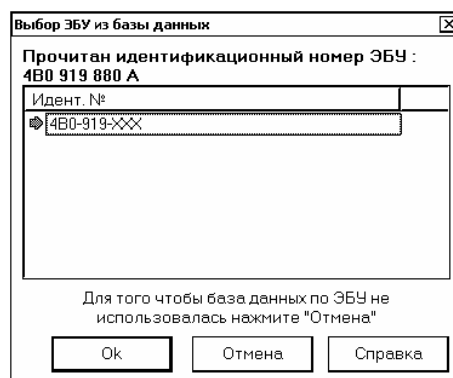 Выбор ЭБУ из базы данных
Прочитан идентификационный номер ЭБУ :
4B0 919 880 A
Идент. №
4B0-919-XXX
Для того чтобы база данных по ЭБУ не
использовалась нажмите "Отмена"
Ok Отмена Справка